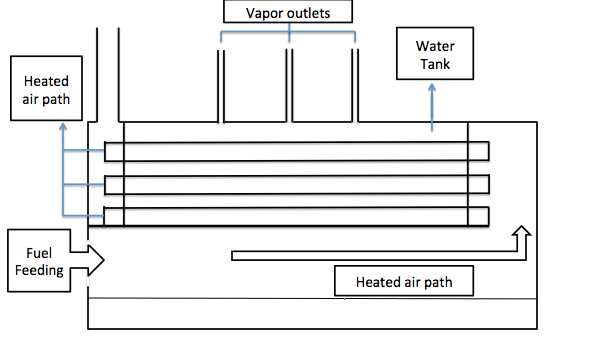 Vapor outlets
Water
Tank
Heated
air path
Fuel
Feeding
Heated air path